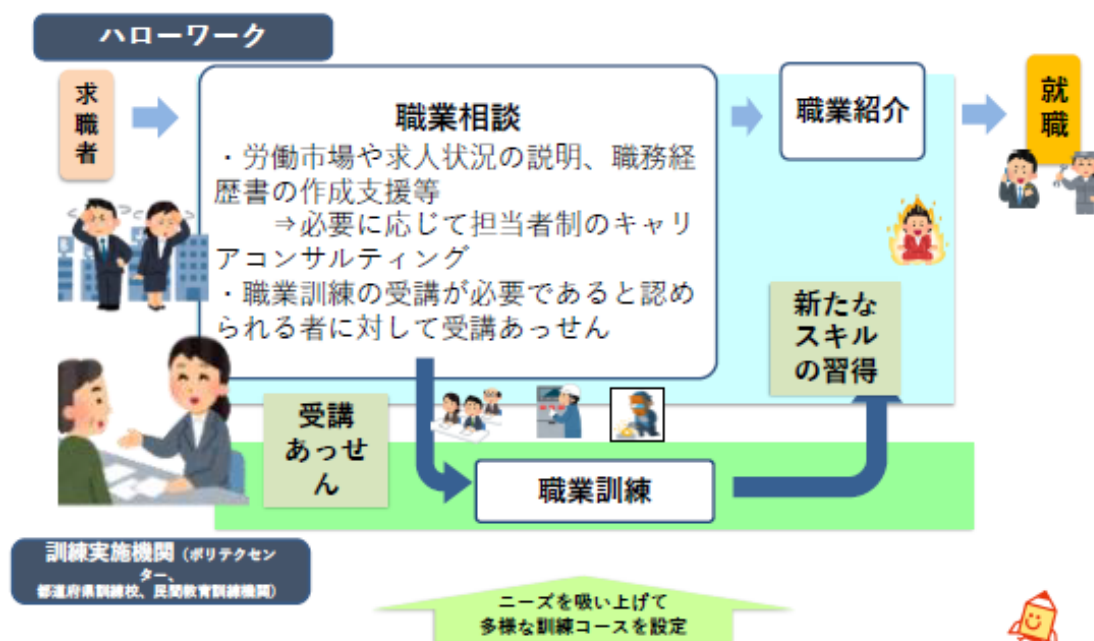 ハローワーク
求
職
者
職業相談
・労働市場や求人状況の説明、職務経
歴書の作成支援等
⇒必要に応じて担当者制のキャリ
アコンサルティング
・職業訓練の受講が必要であると認め
られる者に対して受講あっせん
職業紹介
就
職
新たな
スキル
の習得
受講
あっせ
ん
職業訓練
訓練実施機関（ポリテクセン
ター、
都道府県訓練校、民間教育訓練機関）
ニーズを吸い上げて
多様な訓練コースを設定